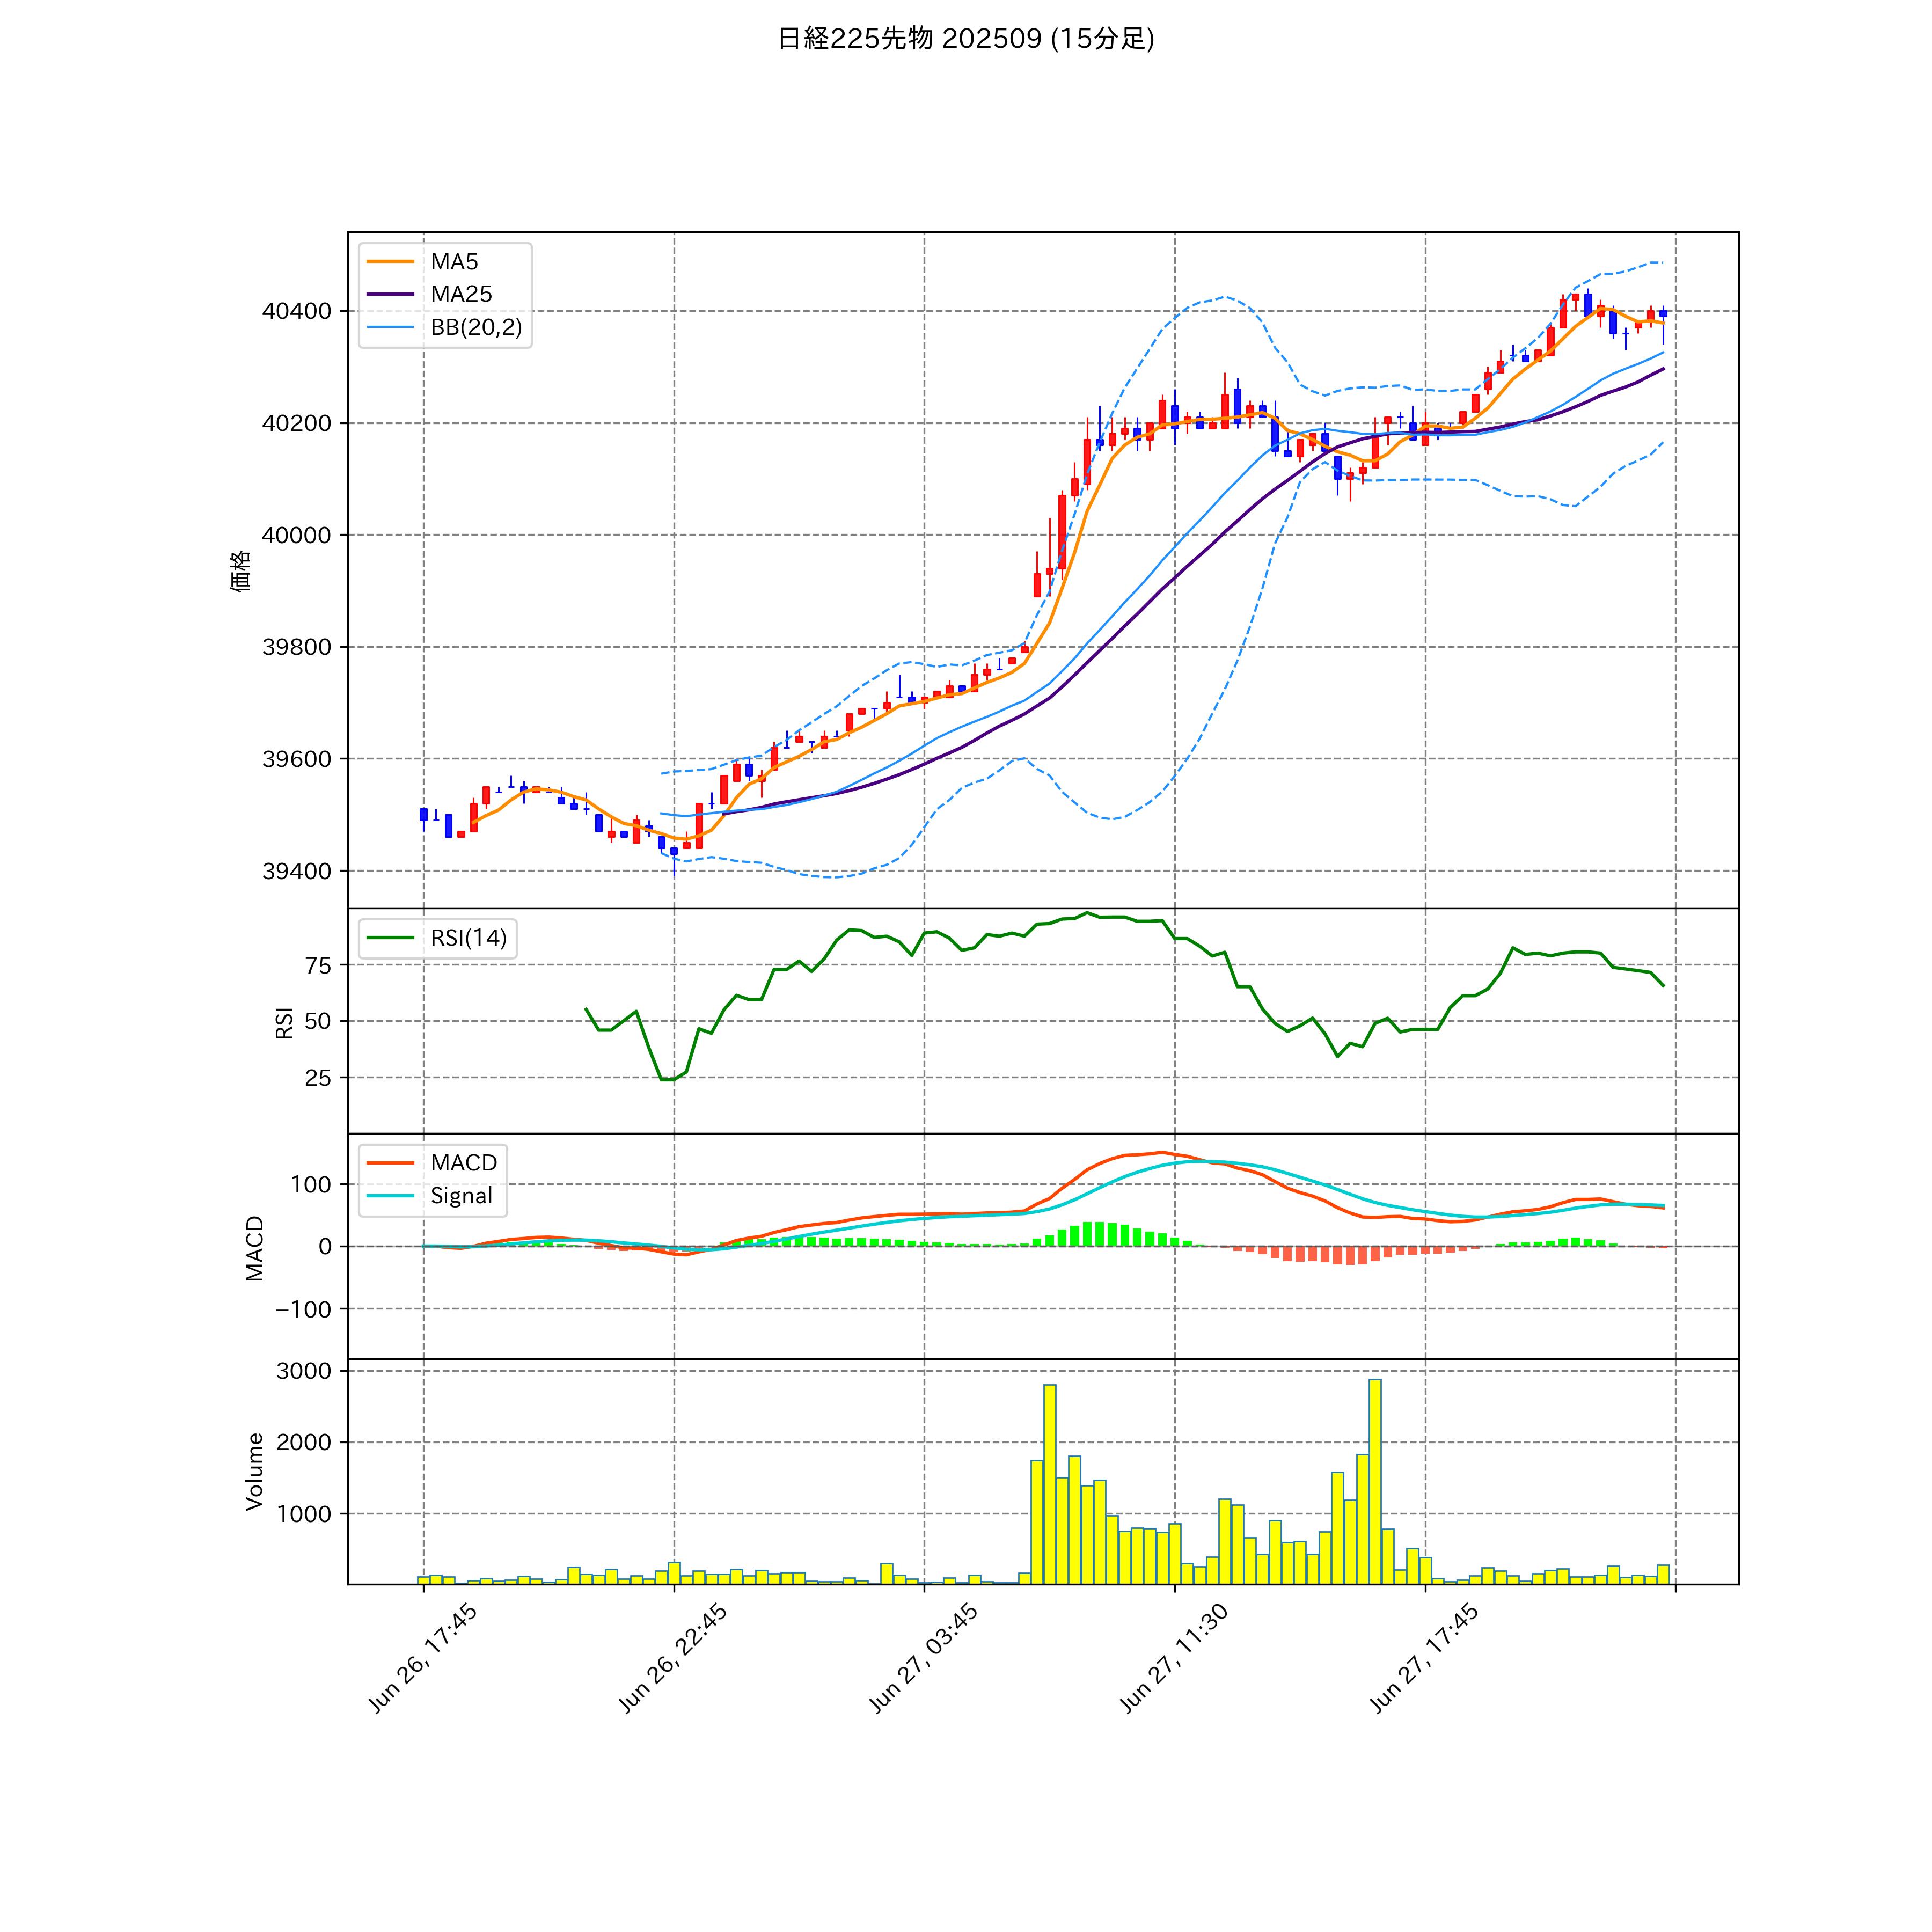 日経225先物 202509 (15分足)
MA5
MA25
BB(20,2)
40400
40200
40000
39800
39600
39400
価格
RSI(14)
75
50
25
RSI
MACD
Signal
100
0
−100
MACD
3000
2000
1000
Volume
Jun 26, 17:45
Jun 26, 22:45
Jun 27, 03:45
Jun 27, 11:30
Jun 27, 17:45